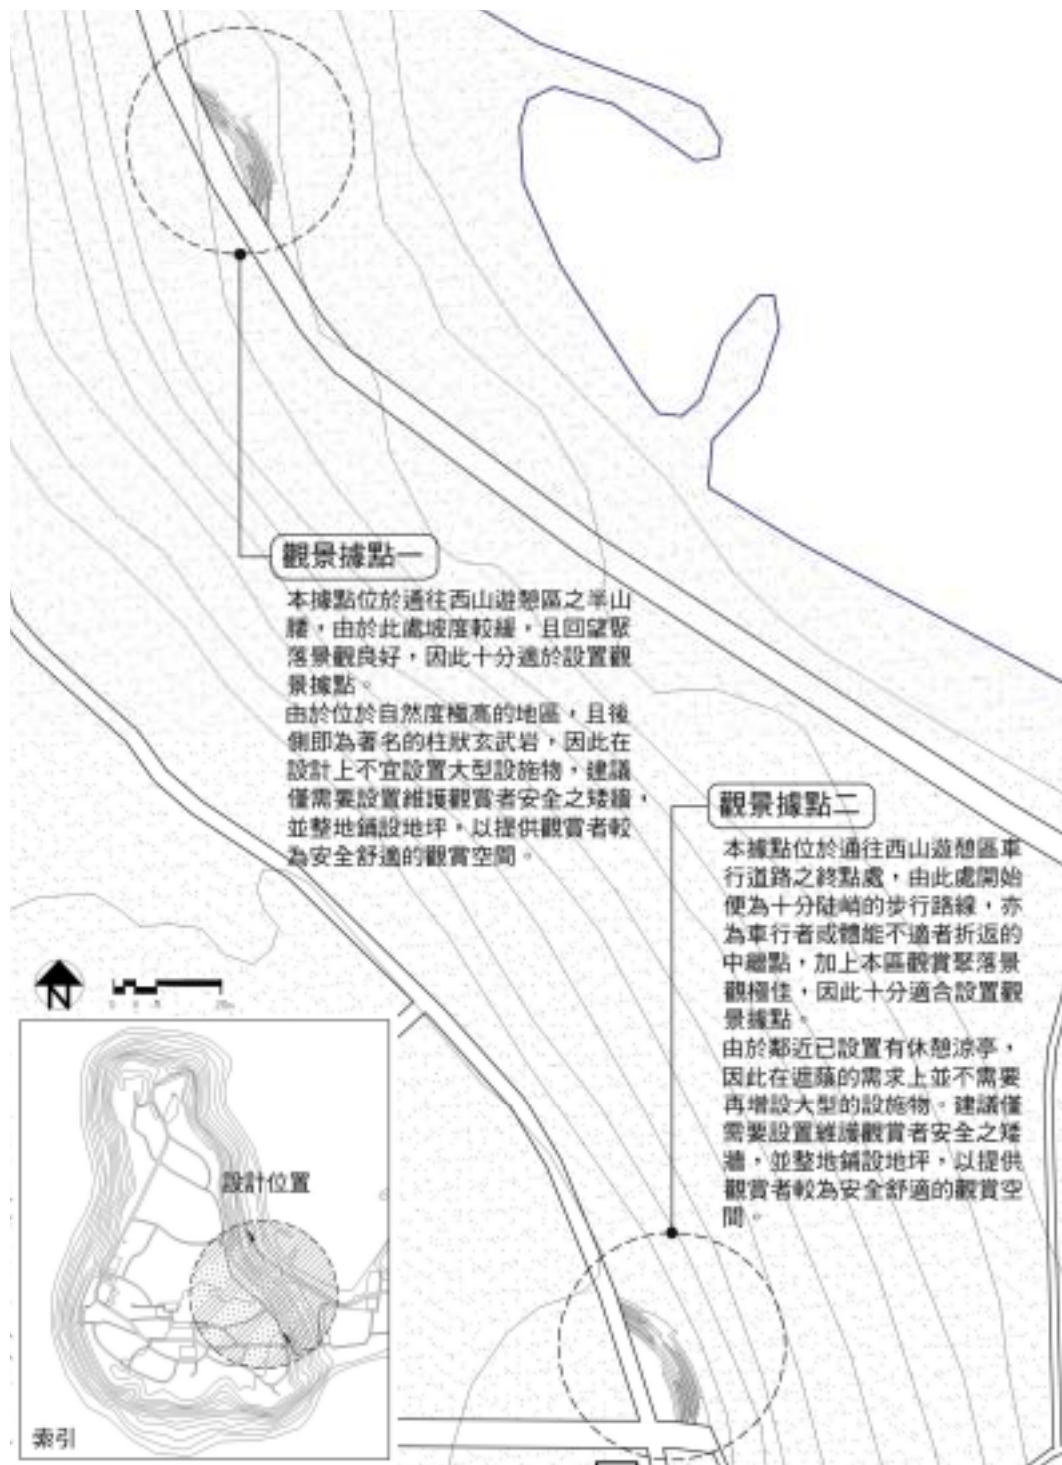 觀景據點一
本據點位於通往西山遊憩區之半山
腰，由於此處坡度較緩，且回望聚
落景觀良好，因此十分適於設置觀
景據點。
由於位於自然度極高的地區，且後
側即為著名的柱狀玄武岩，因此在
設計上不宜設置大型設施物，建議
僅需要設置維護觀賞者安全之矮牆，
並整地鋪設地坪，以提供觀賞者較
為安全舒適的觀賞空間。
觀景據點二
本據點位於通往西山遊憩區車
行道路之終點處，由此處開始
便為十分陡峭的步行路線，亦
為車行者或體能不適者折返的
中繼點，加上本區觀賞聚落景
觀極佳，因此十分適合設置觀
景據點。
由於鄰近已設置有休憩涼亭，
因此在遮蔭的需求上並不需要
再增設大型的設施物。建議僅
需要設置維護觀賞者安全之矮
牆，並整地鋪設地坪，以提供
觀賞者較為安全舒適的觀賞空
間。
N
設計位置
索引